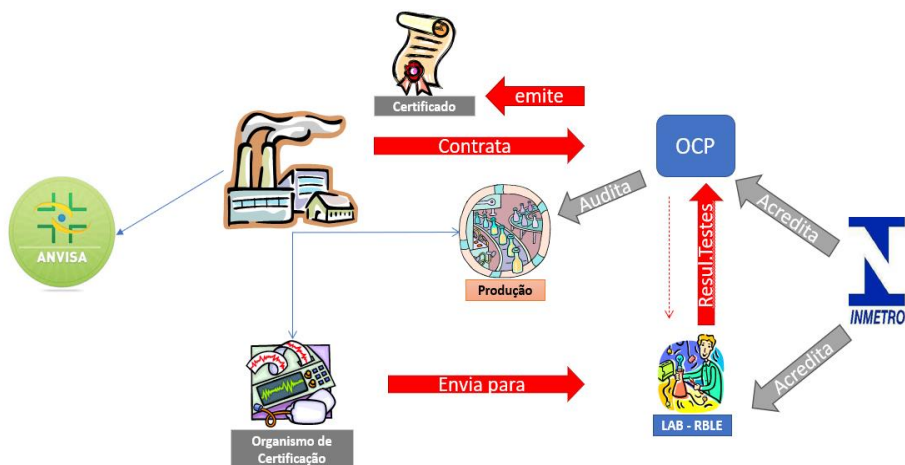 Certificado
emite
Contrata
OCP
ANVISA
Audita
Acredita
Produção
Resul.Testes
INMETRO
Envia para
Acredita
LAB - RBLE
Organismo de
Certificação